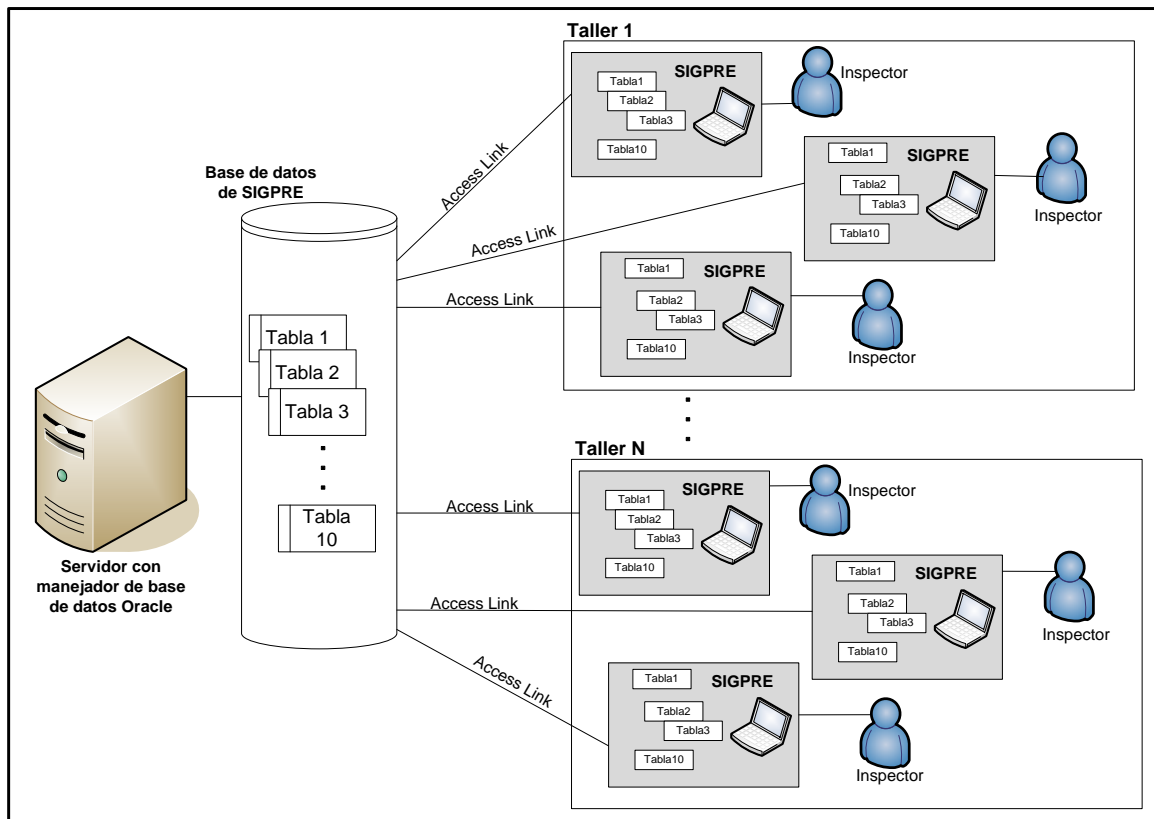 Taller 1
SIGPRE
Tabla1
Tabla2
Tabla3
Tabla10
Inspector
Access Link
SIGPRE
Tabla1
Tabla2
Tabla3
Tabla10
Inspector
Access Link
SIGPRE
Tabla1
Tabla2
Tabla3
Tabla10
Inspector
Access Link
Base de datos
de SIGPRE
Tabla 1
Tabla 2
Tabla 3
Tabla
10
Servidor con
manejador de base
de datos Oracle
Taller N
SIGPRE
Tabla1
Tabla2
Tabla3
Tabla10
Inspector
Access Link
SIGPRE
Tabla1
Tabla2
Tabla3
Tabla10
Inspector
Access Link
SIGPRE
Tabla1
Tabla2
Tabla3
Tabla10
Inspector
Access Link